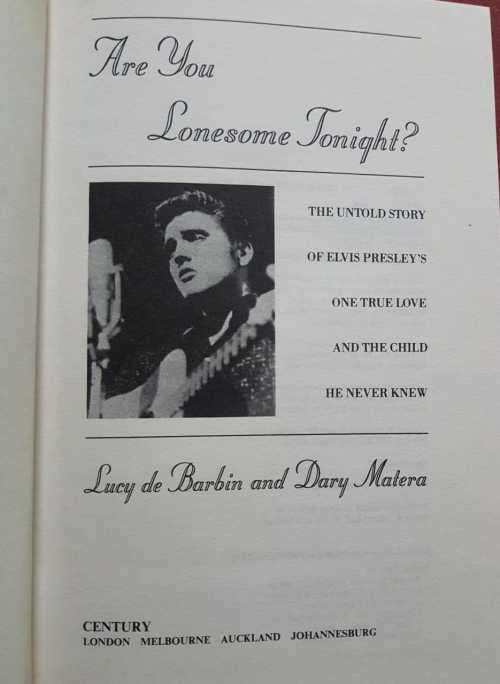 Are You
Lonesome Tonight?
THE UNTOLD STORY
OF ELVIS PRESLEY'S
ONE TRUE LOVE
AND THE CHILD
HE NEVER KNEW
Lucy de Barbin and Dary Matera
CENTURY
LONDON MELBOURNE AUCKLAND JOHANNESBURG